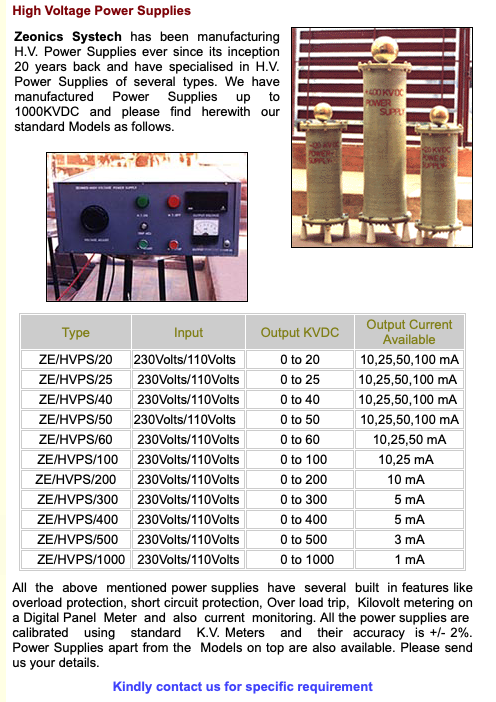 High Voltage Power Supplies
Zeonics Systech has been manufacturing
H.V. Power Supplies ever since its inception
20 years back and have specialised in H.V.
Power Supplies of several types. We have
manufactured Power Supplies up to
1000KVDC and please find herewith our
standard Models as follows.
+400 KVDC
POWER
SUPPLY
Type Input Output KVDC Output Current Available
ZE/HVPS/20 230Volts/110Volts 0 to 20 10,25,50,100 mA
ZE/HVPS/25 230Volts/110Volts 0 to 25 10,25,50,100 mA
ZE/HVPS/40 230Volts/110Volts 0 to 40 10,25,50,100 mA
ZE/HVPS/50 230Volts/110Volts 0 to 50 10,25,50,100 mA
ZE/HVPS/60 230Volts/110Volts 0 to 60 10,25,50 mA
ZE/HVPS/100 230Volts/110Volts 0 to 100 10,25 mA
ZE/HVPS/200 230Volts/110Volts 0 to 200 10 mA
ZE/HVPS/300 230Volts/110Volts 0 to 300 5 mA
ZE/HVPS/400 230Volts/110Volts 0 to 400 5 mA
ZE/HVPS/500 230Volts/110Volts 0 to 500 3 mA
ZE/HVPS/1000 230Volts/110Volts 0 to 1000 1 mA
All the above mentioned power supplies have several built in features like
overload protection, short circuit protection, Over load trip, Kilovolt metering on
a Digital Panel Meter and also current monitoring. All the power supplies are
calibrated using standard K.V. Meters and their accuracy is +/- 2%.
Power Supplies apart from the Models on top are also available. Please send
us your details.
Kindly contact us for specific requirement